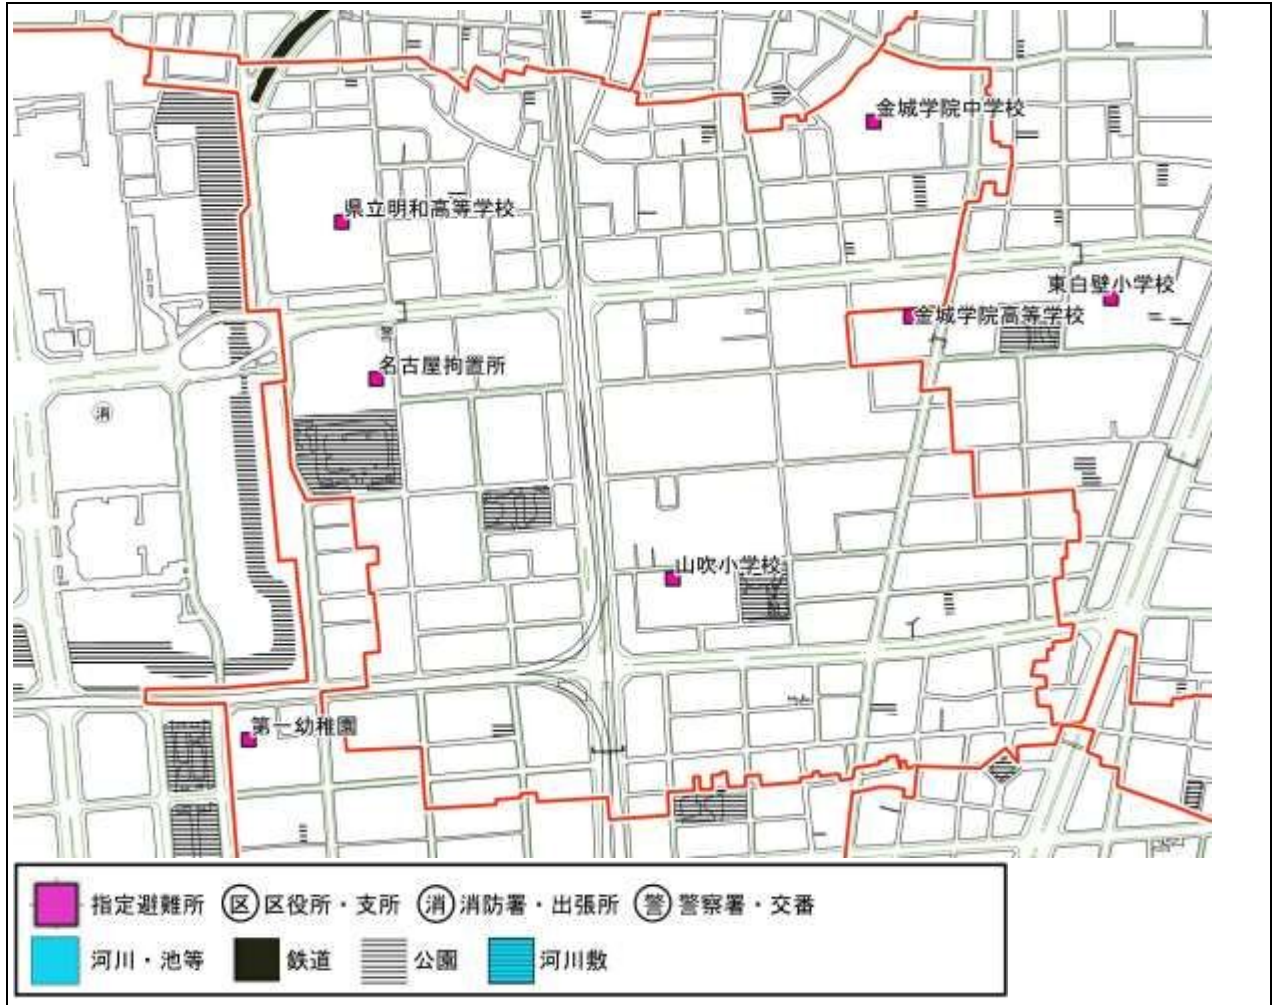 金城学院中学校
県立明和高等学校
東白壁小学校
金城学院高等学校
名古屋拘置所
消
山吹小学校
第一幼稚園
指定避難所 区 区役所・支所 消 消防署・出張所 警 警察署・交番
河川・池等 鉄道 公園 河川敷